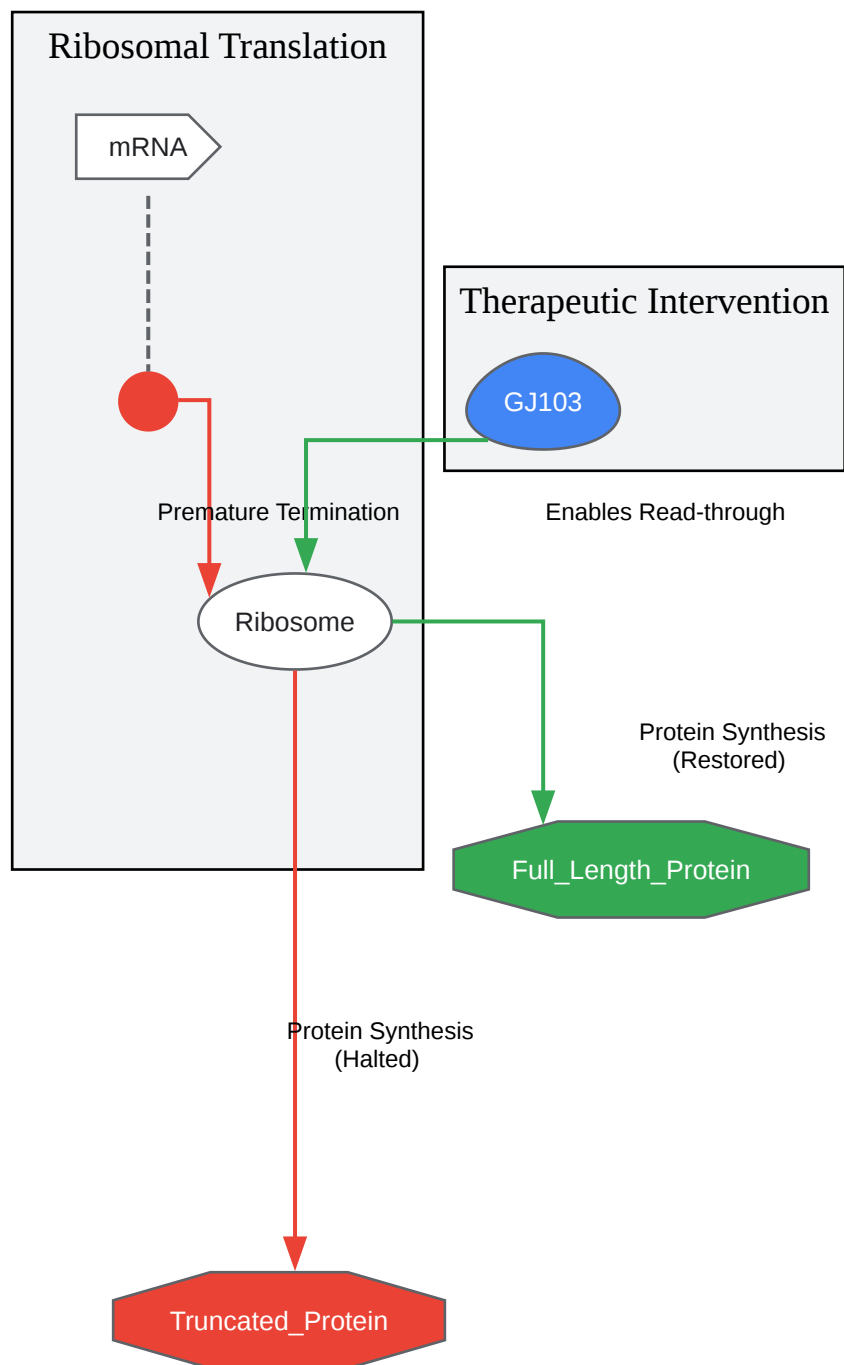 Ribosomal Translation
mRNA
Therapeutic Intervention
GJ103
Premature Termination
Enables Read-through
Ribosome
Protein Synthesis
(Restored)
Full_Length_Protein
Protein Synthesis
(Halted)
Truncated_Protein